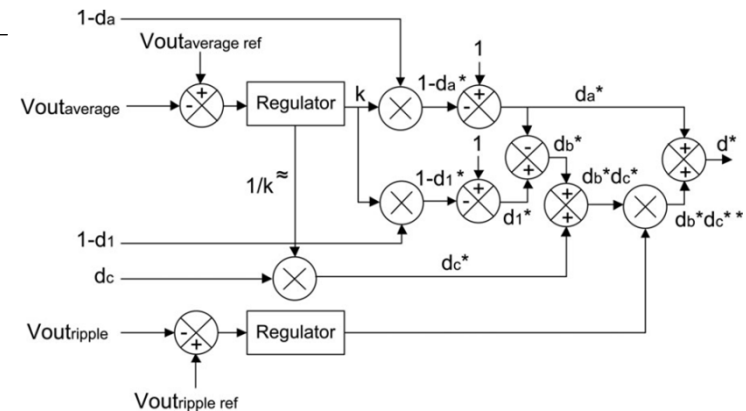 1-da
Voutaverage ref
1
Voutaverage
Regulator
k
1-da*
da*
- +
+ -
- +
+ +
d*
1/k≈
1
db*
1-d1*
d1*
db*dc*
db*dc**
1-d1
dc
dc*
Voutripple
Regulator
- +
Voutripple ref